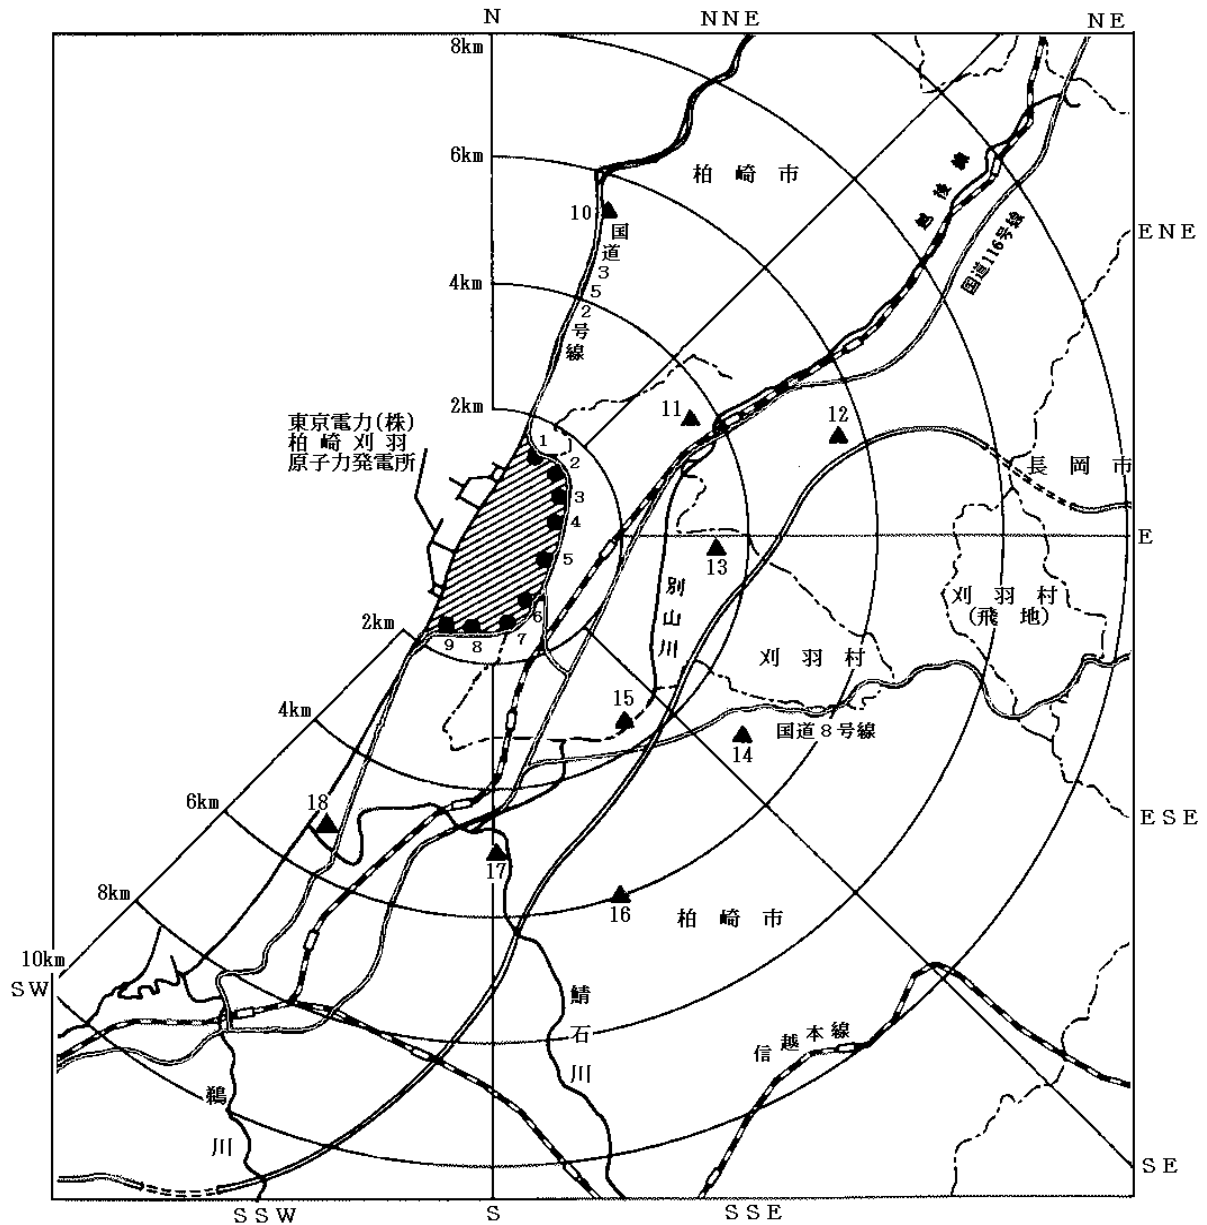 N
NNE
NE
8km
6km
柏崎市
越後線
10
国道352号線
国道116号線
ENE
4km
2km
東京電力(株)
柏崎刈羽
原子力発電所
11
12
1
2
3
4
5
6
7
8
9
長岡市
E
13
別山川
刈羽村
(飛地)
2km
刈羽村
15
14
国道8号線
4km
6km
18
17
16
ESE
柏崎市
8km
10km
SW
鯖石川
信越本線
鵜川
SE
SSW
S
SSE